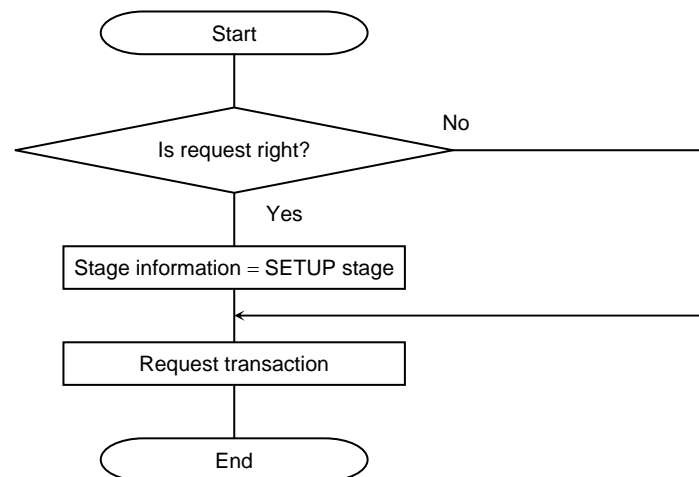 Start
Is request right?
No
Yes
Stage information = SETUP stage
Request transaction
End